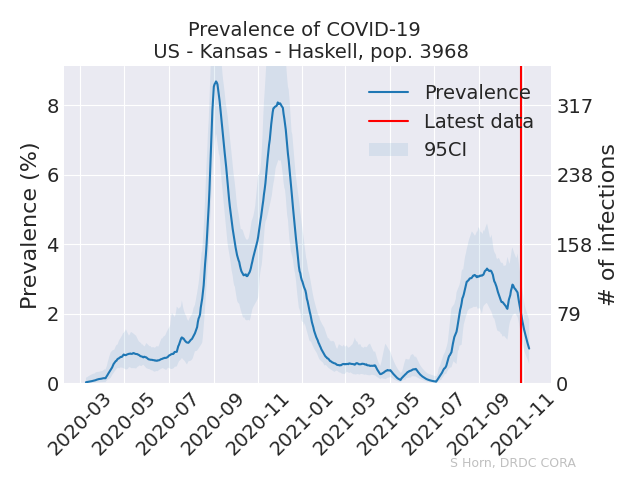 Prevalence of COVID-19
US - Kansas - Haskell, pop. 3968
Prevalence (%)
8
6
4
2
0
Prevalence
Latest data
95CI
317
238
158
79
0
# of infections
2020-03
2020-05
2020-07
2020-09
2020-11
2021-01
2021-03
2021-05
2021-07
2021-09
2021-11
S Horn, DRDC CORA